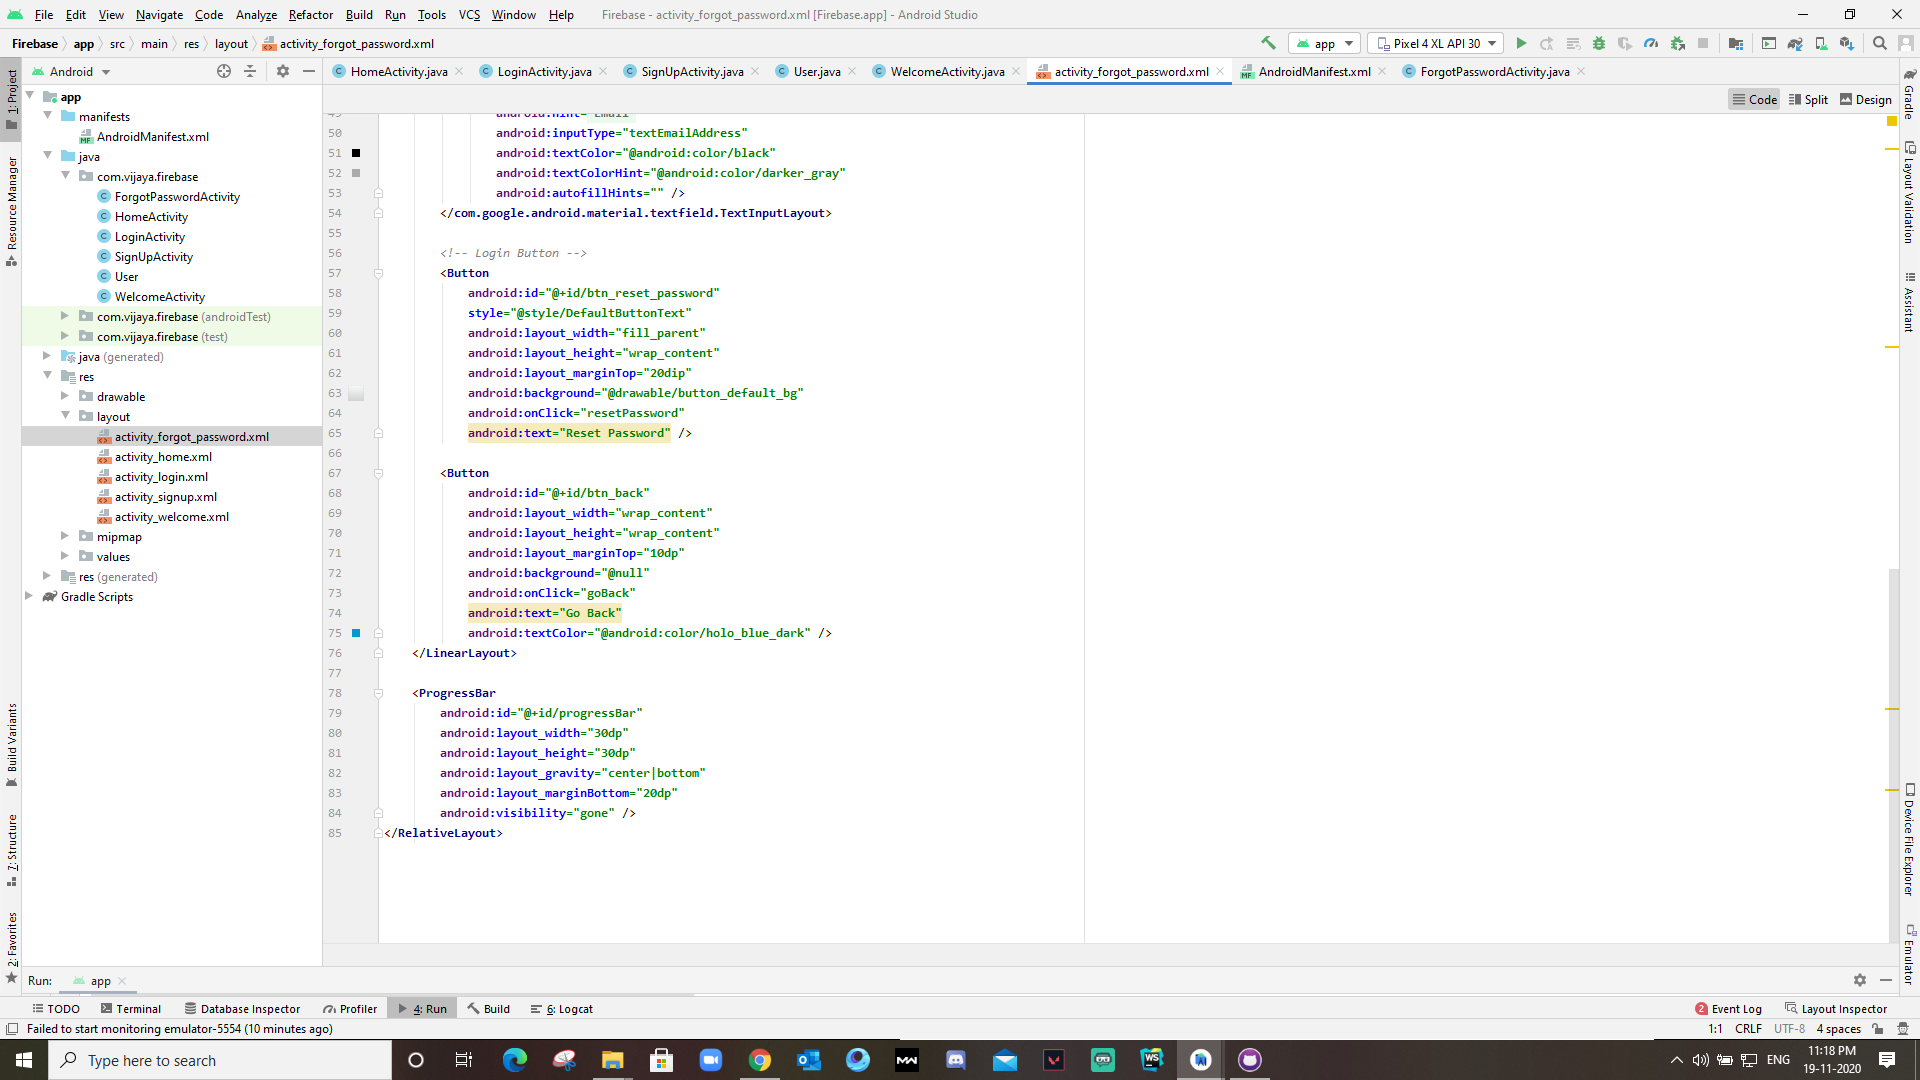 File Edit View Navigate Code Analyze Refactor Build Run Tools VCS Window Help Firebase - activity_forgot_password.xml [Firebase.app] - Android Studio
Firebase app src main res layout activity_forgot_password.xml app Pixel 4 XL API 30
Android HomeActivity.java LoginActivity.java SignUpActivity.java User.java WelcomeActivity.java activity_forgot_password.xml AndroidManifest.xml ForgotPasswordActivity.java
Code Split Design
1: Project
Resource Manager
Build Variants
7: Structure
2: Favorites
app
manifests
AndroidManifest.xml
java
com.vijaya.firebase
ForgotPasswordActivity
HomeActivity
LoginActivity
SignUpActivity
User
WelcomeActivity
com.vijaya.firebase (androidTest)
com.vijaya.firebase (test)
java (generated)
res
drawable
layout
activity_forgot_password.xml
activity_home.xml
activity_login.xml
activity_signup.xml
activity_welcome.xml
mipmap
values
res (generated)
Gradle Scripts
49 android:hint="Email"
50 android:inputType="textEmailAddress"
51 android:textColor="@android:color/black"
52 android:textColorHint="@android:color/darker_gray"
53 android:autofillHints="" />
54 </com.google.android.material.textfield.TextInputLayout>
55
56 <!-- Login Button -->
57 <Button
58 android:id="@+id/btn_reset_password"
59 style="@style/DefaultButtonText"
60 android:layout_width="fill_parent"
61 android:layout_height="wrap_content"
62 android:layout_marginTop="20dip"
63 android:background="@drawable/button_default_bg"
64 android:onClick="resetPassword"
65 android:text="Reset Password" />
66
67 <Button
68 android:id="@+id/btn_back"
69 android:layout_width="wrap_content"
70 android:layout_height="wrap_content"
71 android:layout_marginTop="10dp"
72 android:background="@null"
73 android:onClick="goBack"
74 android:text="Go Back"
75 android:textColor="@android:color/holo_blue_dark" />
76 </LinearLayout>
77
78 <ProgressBar
79 android:id="@+id/progressBar"
80 android:layout_width="30dp"
81 android:layout_height="30dp"
82 android:layout_gravity="center|bottom"
83 android:layout_marginBottom="20dp"
84 android:visibility="gone" />
85 </RelativeLayout>
Gradle
Layout Validation
Assistant
Device File Explorer
Emulator
Run: app
TODO Terminal Database Inspector Profiler 4: Run Build 6: Logcat 2 Event Log Layout Inspector
Failed to start monitoring emulator-5554 (10 minutes ago) 1:1 CRLF UTF-8 4 spaces
Type here to search
WS
ENG
11:18 PM
19-11-2020